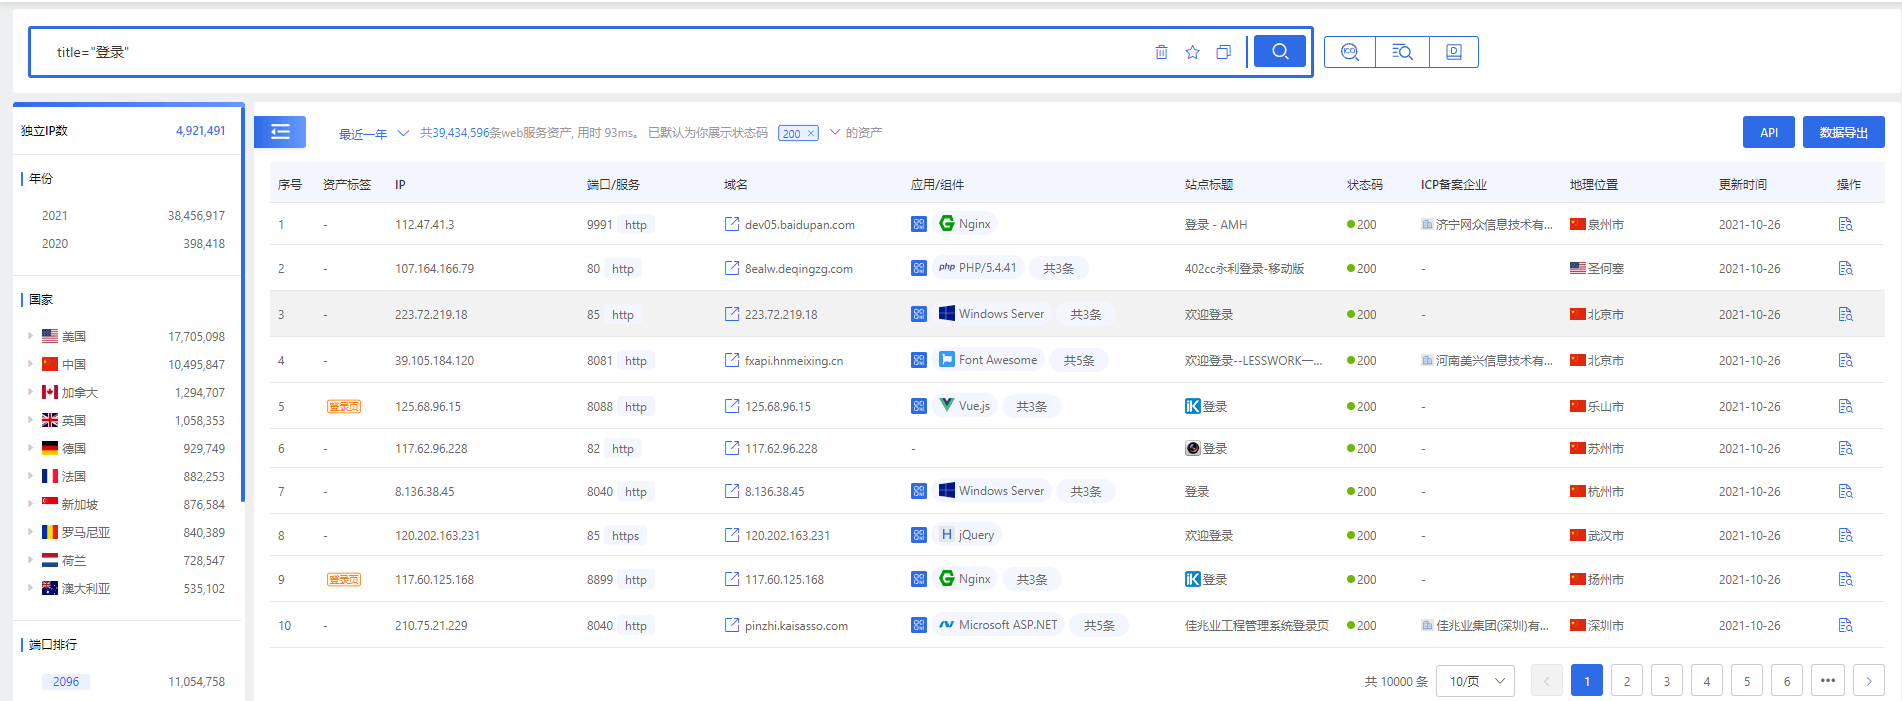 title="登录"
独立IP数 4,921,491
年份
2021 38,456,917
2020 398,418
国家
美国 17,705,098
中国 10,495,847
加拿大 1,294,707
英国 1,058,353
德国 929,749
法国 882,253
新加坡 876,584
罗马尼亚 840,389
荷兰 728,547
澳大利亚 535,102
端口排行
2096 11,054,758
最近一年 共39,434,596条web服务资产, 用时 93ms。 已默认为你展示状态码 200 × 的资产
API 数据导出
序号 资产标签 IP 端口/服务 域名 应用/组件 站点标题 状态码 ICP备案企业 地理位置 更新时间 操作
1 - 112.47.41.3 9991 http dev05.baidupan.com Nginx 登录 - AMH 200 济宁网众信息技术有... 泉州市 2021-10-26
2 - 107.164.166.79 80 http 8ealw.deqingzg.com php PHP/5.4.41 共3条 402cc永利登录-移动版 200 - 圣何塞 2021-10-26
3 - 223.72.219.18 85 http 223.72.219.18 Windows Server 共3条 欢迎登录 200 - 北京市 2021-10-26
4 - 39.105.184.120 8081 http fxapi.hnmeixing.cn Font Awesome 共5条 欢迎登录--LESSWORK—... 200 河南美兴信息技术有... 北京市 2021-10-26
5 登录页 125.68.96.15 8088 http 125.68.96.15 Vue.js 共3条 iK 登录 200 - 乐山市 2021-10-26
6 - 117.62.96.228 82 http 117.62.96.228 - 登录 200 - 苏州市 2021-10-26
7 - 8.136.38.45 8040 http 8.136.38.45 Windows Server 共3条 登录 200 - 杭州市 2021-10-26
8 - 120.202.163.231 85 https 120.202.163.231 H jQuery 欢迎登录 200 - 武汉市 2021-10-26
9 登录页 117.60.125.168 8899 http 117.60.125.168 Nginx 共3条 iK 登录 200 - 扬州市 2021-10-26
10 - 210.75.21.229 8040 http pinzhi.kaisasso.com Microsoft ASP.NET 共5条 佳兆业工程管理系统登录页 200 佳兆业集团(深圳)有... 深圳市 2021-10-26
共 10000 条 10/页 < 1 2 3 4 5 6 ••• >